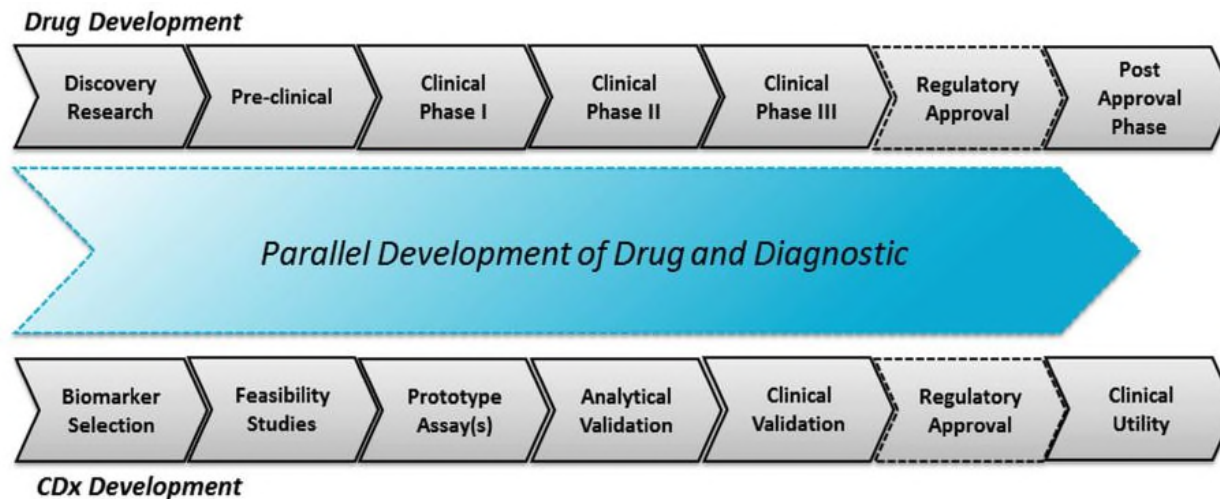 Drug Development
Discovery
Research
Pre-clinical
Clinical
Phase I
Clinical
Phase II
Clinical
Phase III
Regulatory
Approval
Post
Approval
Phase
Parallel Development of Drug and Diagnostic
Biomarker
Selection
Feasibility
Studies
Prototype
Assay(s)
Analytical
Validation
Clinical
Validation
Regulatory
Approval
Clinical
Utility
CDx Development